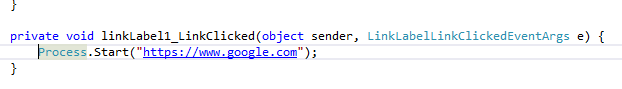 }
private void linkLabel1_LinkClicked(object sender, LinkLabelLinkClickedEventArgs e) {
Process.Start("https://www.google.com");
}